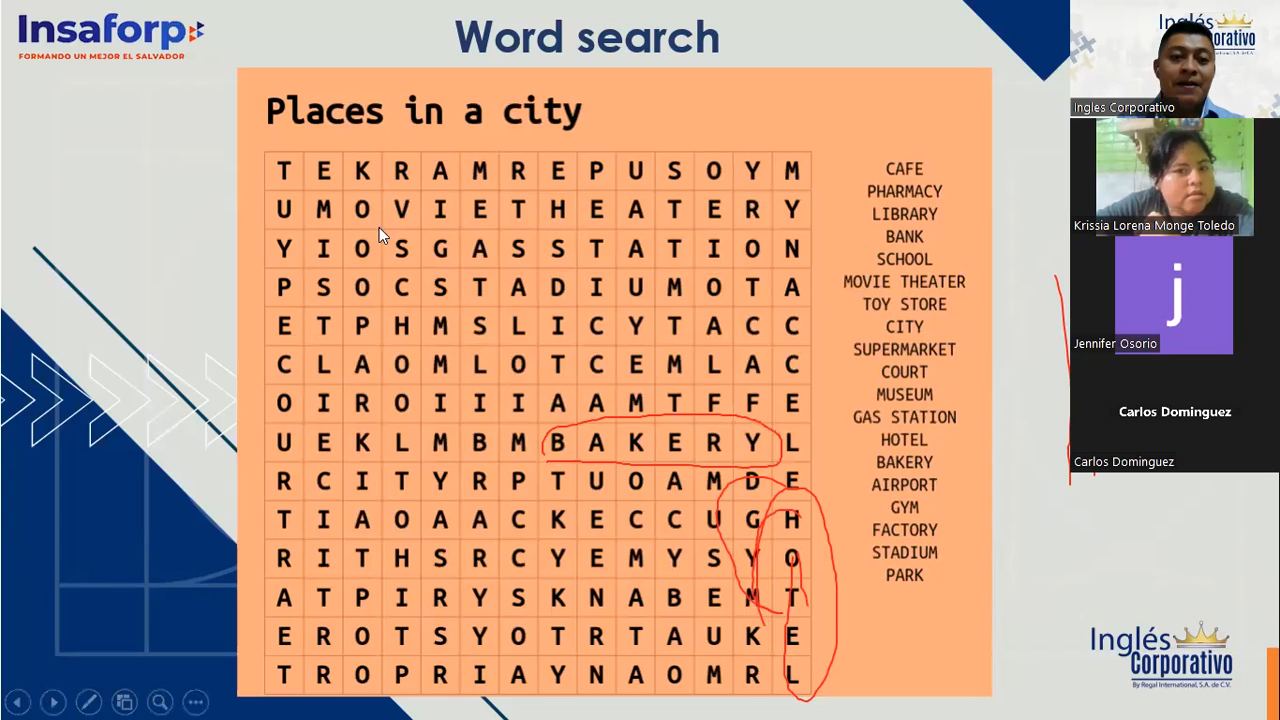 Insaforp
FORMANDO UN MEJOR EL SALVADOR
Word search
Places in a city
T E K R A M R E P U S O Y M
U M O V I E T H E A T E R Y
Y I O S G A S S T A T I O N
P S O C S T A D I U M O T A
E T P H M S L I C Y T A C C
C L A O M L O T C E M L A C
O I R O I I I A A M T F F E
U E K L M B M B A K E R Y L
R C I T Y R P T U O A M D E
T I A O A A C K E C C U G H
R I T H S R C Y E M Y S Y O
A T P I R Y S K N A B E M T
E R O T S Y O T R T A U K E
T R O P R I A Y N A O M R L
CAFE
PHARMACY
LIBRARY
BANK
SCHOOL
MOVIE THEATER
TOY STORE
CITY
SUPERMARKET
COURT
MUSEUM
GAS STATION
HOTEL
BAKERY
AIRPORT
GYM
FACTORY
STADIUM
PARK
Inglés
Corporativo
By Regal International, S.A. de C.V.
Inglés
Ingles Corporativo
Krissia Lorena Monge Toledo
j
Jennifer Osorio
Carlos Dominguez
Carlos Dominguez